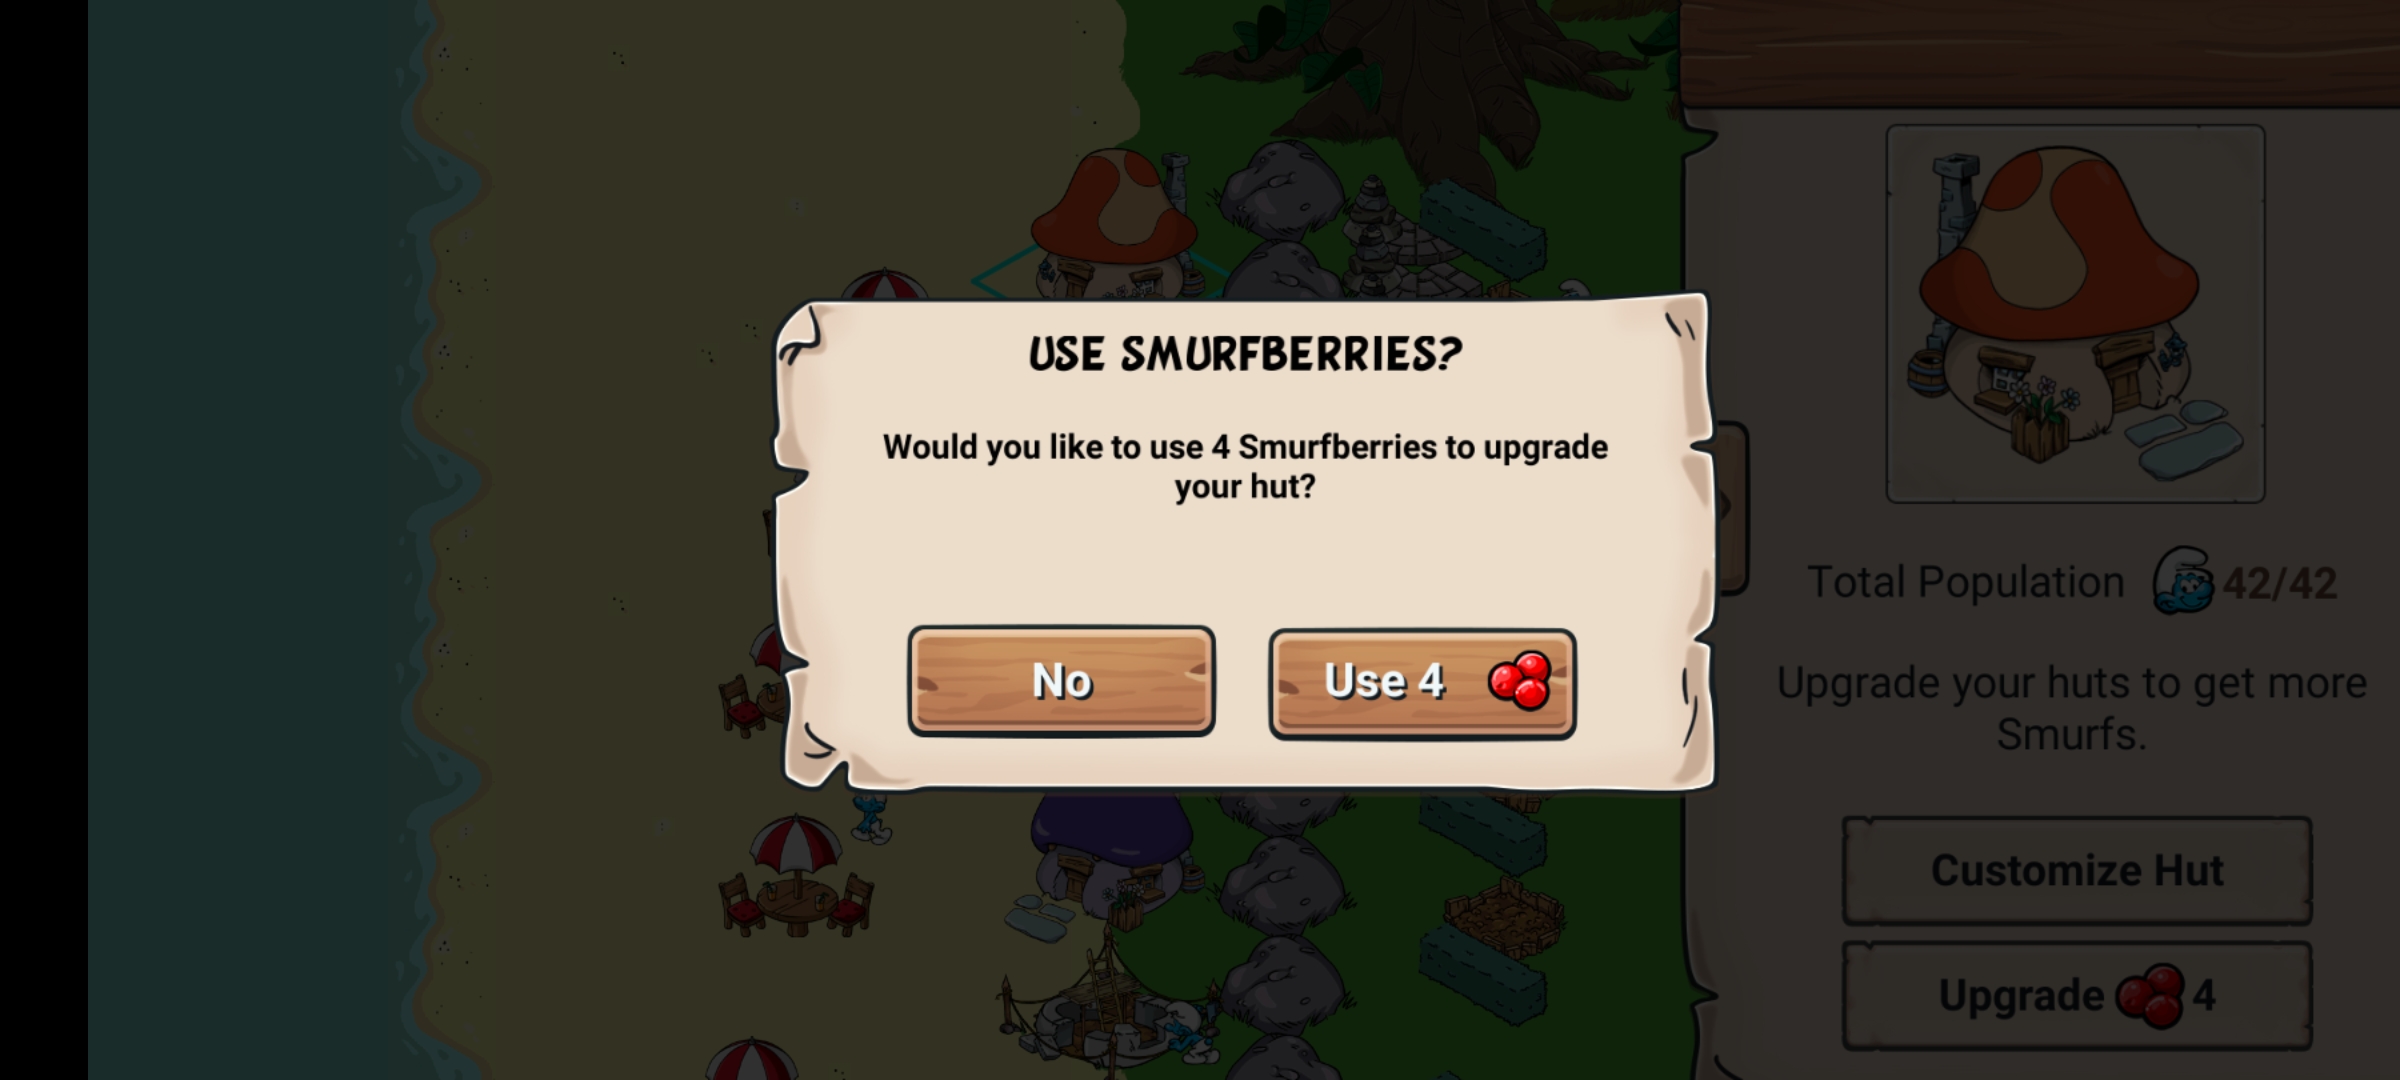 USE SMURFBERRIES?
Would you like to use 4 Smurfberries to upgrade
your hut?
No
Use 4
Total Population 42/42
Upgrade your huts to get more
Smurfs.
Customize Hut
Upgrade 4